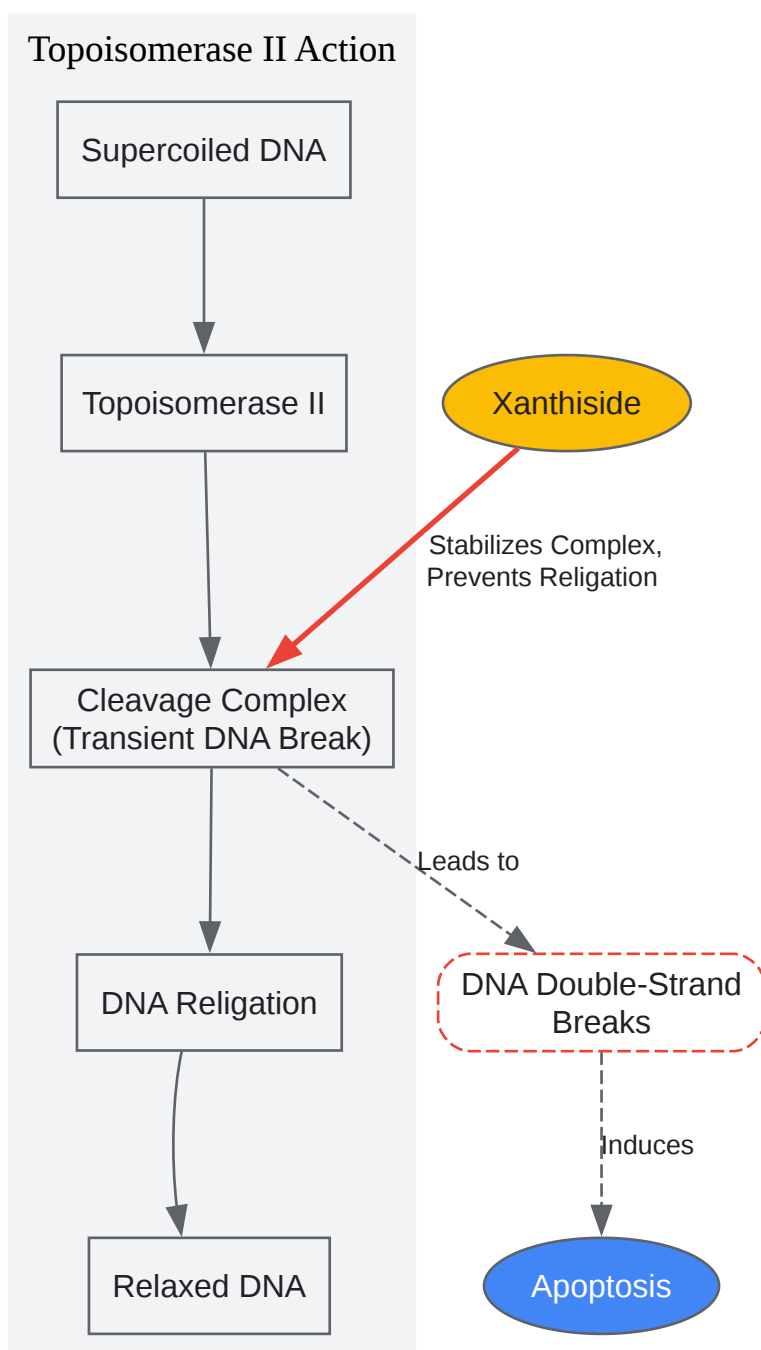 Topoisomerase II Action
Supercoiled DNA
Topoisomerase II
Xanthiside
Stabilizes Complex,
Prevents Religation
Cleavage Complex
(Transient DNA Break)
Leads to
DNA Religation
DNA Double-Strand
Breaks
Induces
Relaxed DNA
Apoptosis